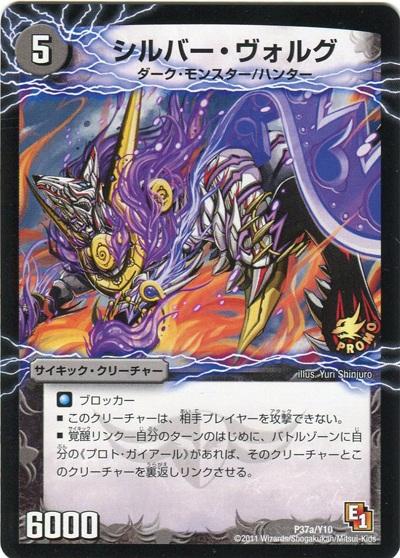 5
シルバー・ヴォルグ
ダーク・モンスター/ハンター
PROMO
illus. Yuri Shinjuro
サイキック・クリーチャー
ブロッカー
■このクリーチャーは、相手プレイヤーを攻撃できない。
■覚醒リンク―自分のターンのはじめに、バトルゾーンに自
分の《プロト・ガイアール》があれば、そのクリーチャーとこ
のクリーチャーを裏返しリンクさせる。
6000
E1
P37a/Y10
©2011 Wizards/Shogakukan/Mitsui-Kids